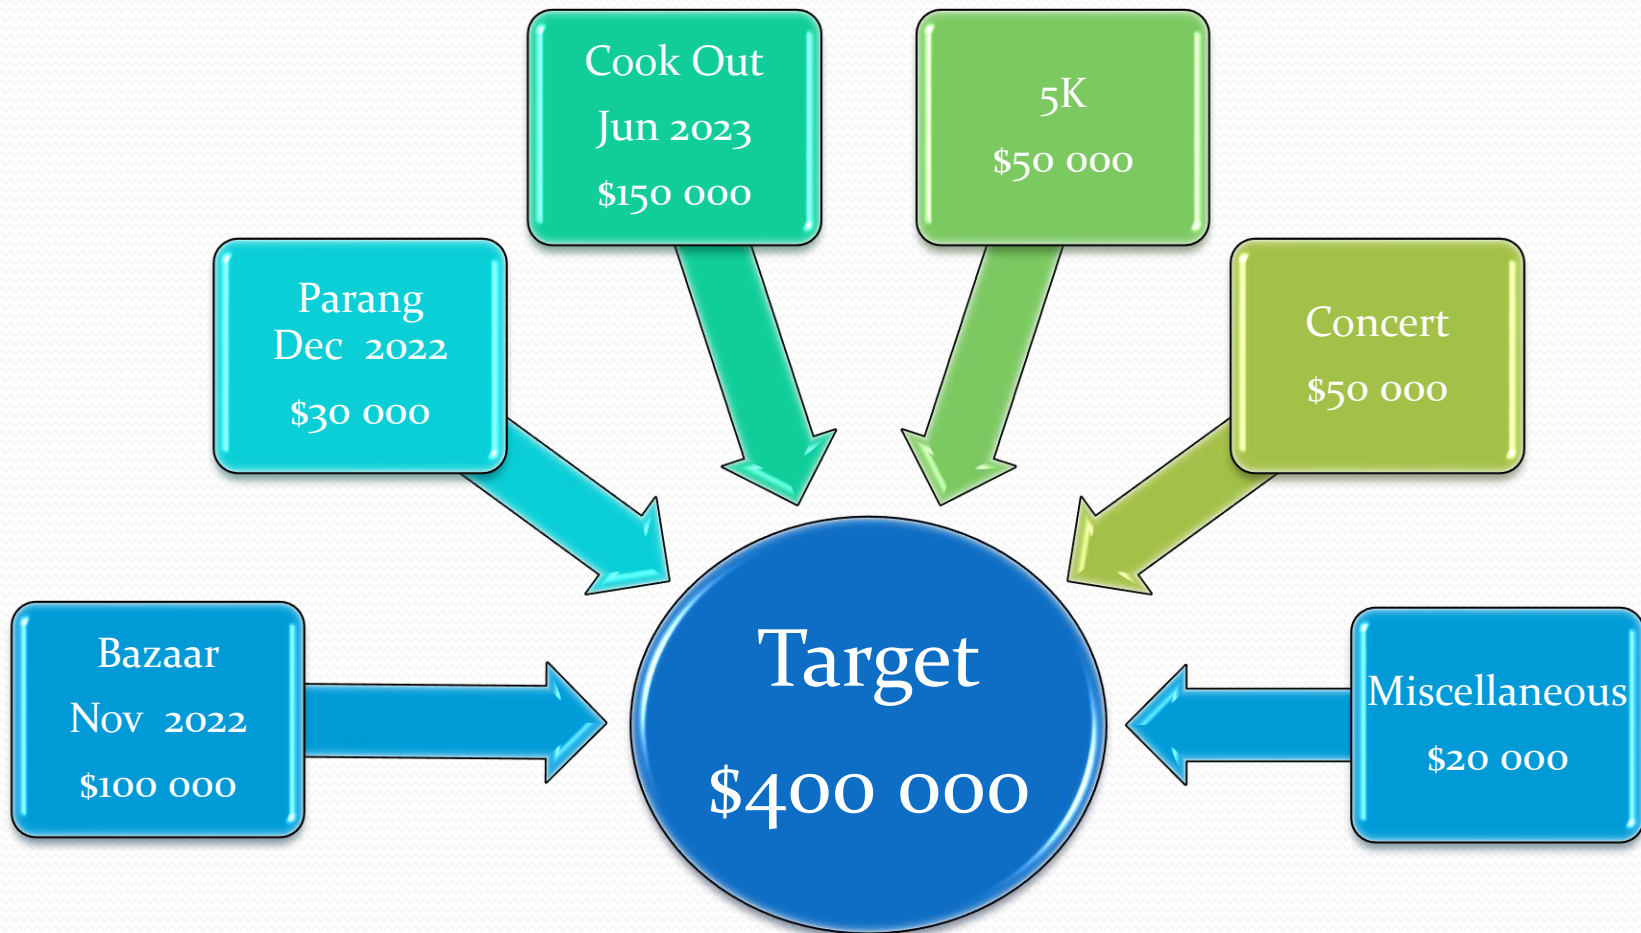 Cook Out
Jun 2023
$150 000
5K
$50 000
Parang
Dec  2022
$30 000
Concert
$50 000
Bazaar
Nov  2022
$100 000
Target
$400 000
Miscellaneous
$20 000